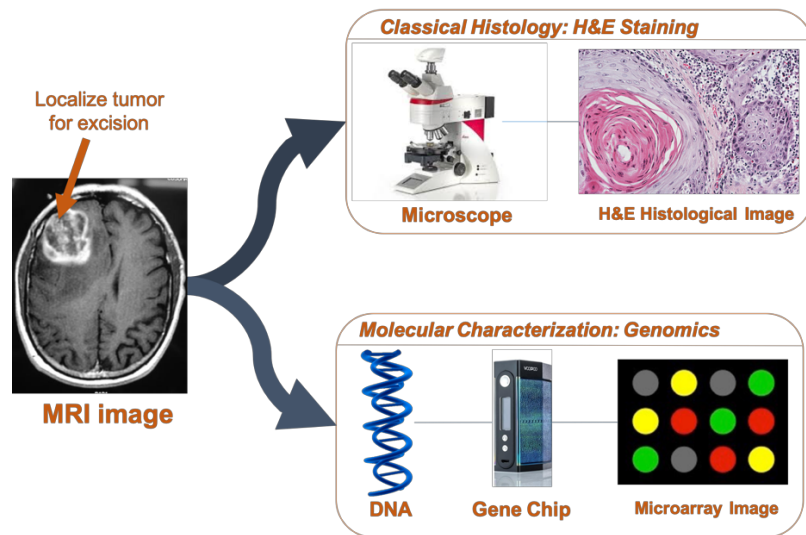 Classical Histology: H&E Staining
Localize tumor
for excision
Microscope
H&E Histological Image
MRI image
Molecular Characterization: Genomics
DNA
Gene Chip
Microarray Image